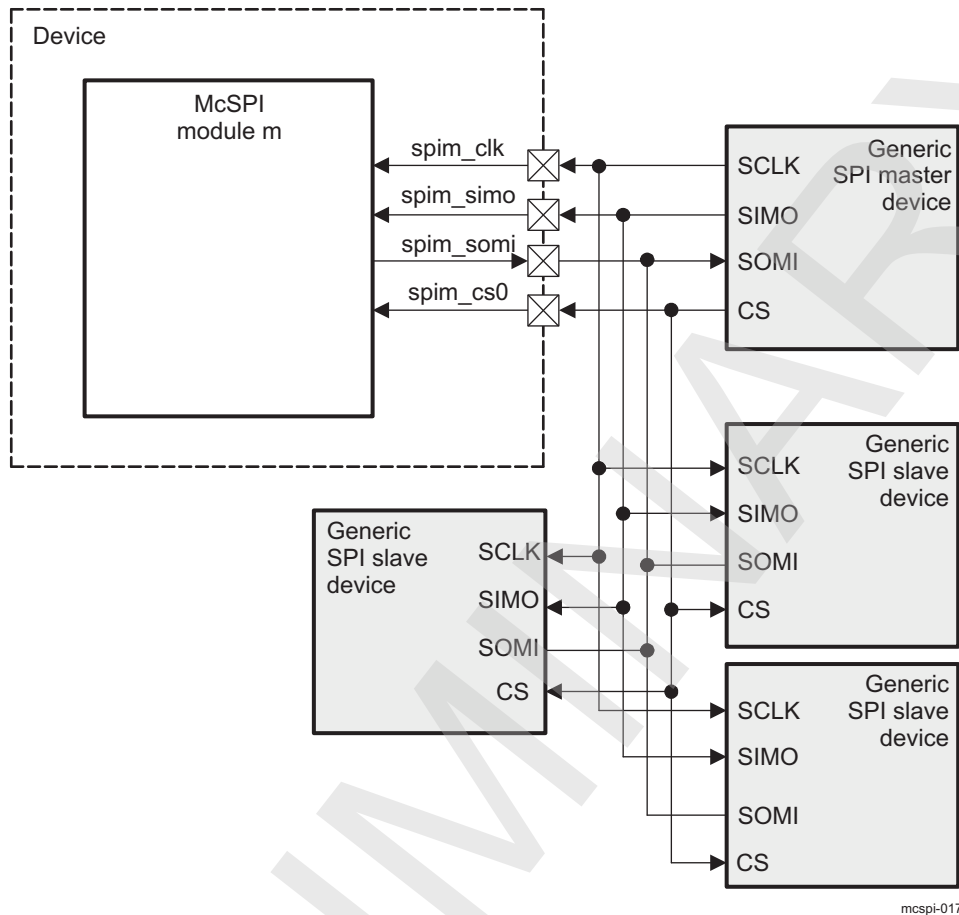 Device
McSPI
module m
spim_clk
spim_simo
spim_somi
spim_cs0
SCLK
SIMO
SOMI
CS
Generic
SPI master
device
SCLK
SIMO
SOMI
CS
Generic
SPI slave
device
Generic
SPI slave
device
SCLK
SIMO
SOMI
CS
SCLK
SIMO
SOMI
CS
Generic
SPI slave
device
mcspi-017